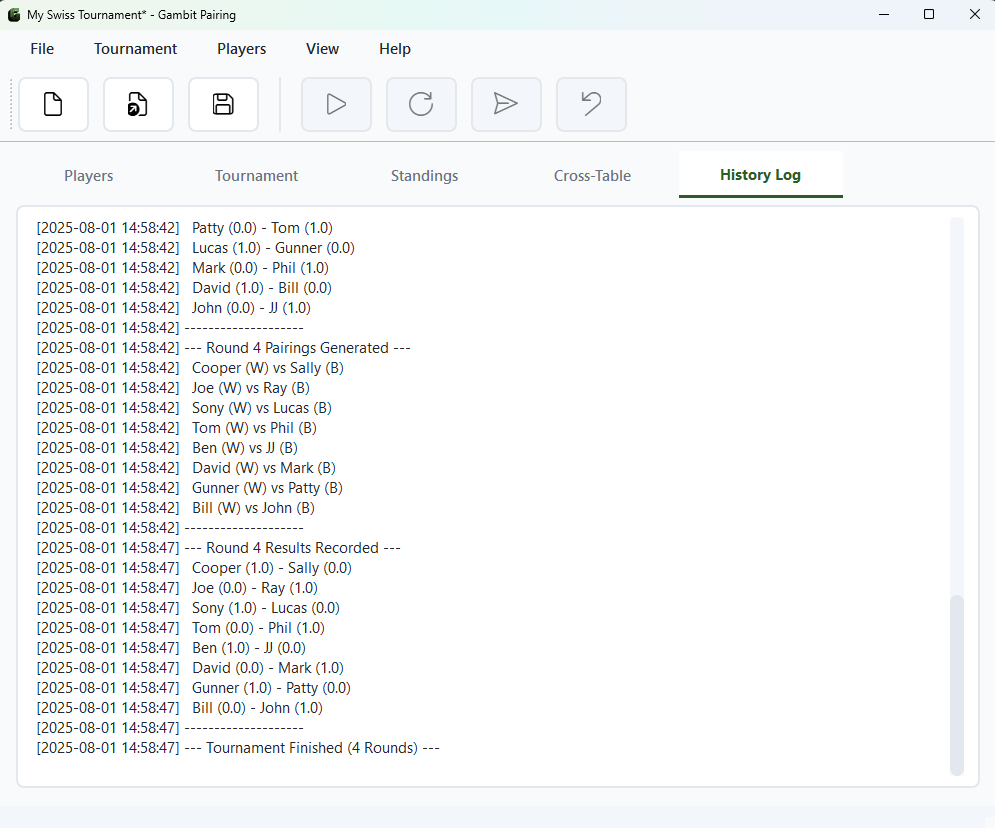 My Swiss Tournament* - Gambit Pairing
File Tournament Players View Help
Players Tournament Standings Cross-Table History Log
[2025-08-01 14:58:42] Patty (0.0) - Tom (1.0)
[2025-08-01 14:58:42] Lucas (1.0) - Gunner (0.0)
[2025-08-01 14:58:42] Mark (0.0) - Phil (1.0)
[2025-08-01 14:58:42] David (1.0) - Bill (0.0)
[2025-08-01 14:58:42] John (0.0) - JJ (1.0)
[2025-08-01 14:58:42] --------------------
[2025-08-01 14:58:42] --- Round 4 Pairings Generated ---
[2025-08-01 14:58:42] Cooper (W) vs Sally (B)
[2025-08-01 14:58:42] Joe (W) vs Ray (B)
[2025-08-01 14:58:42] Sony (W) vs Lucas (B)
[2025-08-01 14:58:42] Tom (W) vs Phil (B)
[2025-08-01 14:58:42] Ben (W) vs JJ (B)
[2025-08-01 14:58:42] David (W) vs Mark (B)
[2025-08-01 14:58:42] Gunner (W) vs Patty (B)
[2025-08-01 14:58:42] Bill (W) vs John (B)
[2025-08-01 14:58:42] --------------------
[2025-08-01 14:58:47] --- Round 4 Results Recorded ---
[2025-08-01 14:58:47] Cooper (1.0) - Sally (0.0)
[2025-08-01 14:58:47] Joe (0.0) - Ray (1.0)
[2025-08-01 14:58:47] Sony (1.0) - Lucas (0.0)
[2025-08-01 14:58:47] Tom (0.0) - Phil (1.0)
[2025-08-01 14:58:47] Ben (1.0) - JJ (0.0)
[2025-08-01 14:58:47] David (0.0) - Mark (1.0)
[2025-08-01 14:58:47] Gunner (1.0) - Patty (0.0)
[2025-08-01 14:58:47] Bill (0.0) - John (1.0)
[2025-08-01 14:58:47] --------------------
[2025-08-01 14:58:47] --- Tournament Finished (4 Rounds) ---